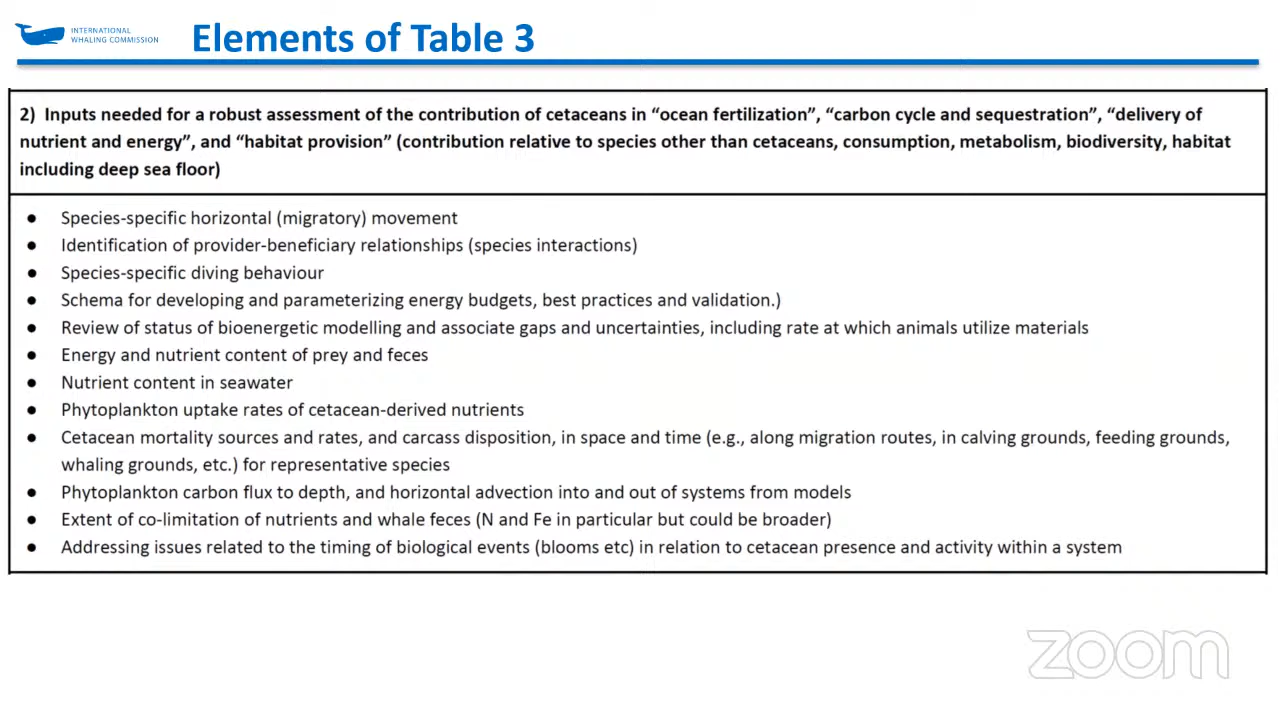 INTERNATIONAL
WHALING COMMISSION
Elements of Table 3
2) Inputs needed for a robust assessment of the contribution of cetaceans in “ocean fertilization”, “carbon cycle and sequestration”, “delivery of
nutrient and energy”, and “habitat provision” (contribution relative to species other than cetaceans, consumption, metabolism, biodiversity, habitat
including deep sea floor)
● Species-specific horizontal (migratory) movement
● Identification of provider-beneficiary relationships (species interactions)
● Species-specific diving behaviour
● Schema for developing and parameterizing energy budgets, best practices and validation.)
● Review of status of bioenergetic modelling and associate gaps and uncertainties, including rate at which animals utilize materials
● Energy and nutrient content of prey and feces
● Nutrient content in seawater
● Phytoplankton uptake rates of cetacean-derived nutrients
● Cetacean mortality sources and rates, and carcass disposition, in space and time (e.g., along migration routes, in calving grounds, feeding grounds,
whaling grounds, etc.) for representative species
● Phytoplankton carbon flux to depth, and horizontal advection into and out of systems from models
● Extent of co-limitation of nutrients and whale feces (N and Fe in particular but could be broader)
● Addressing issues related to the timing of biological events (blooms etc) in relation to cetacean presence and activity within a system
zoom